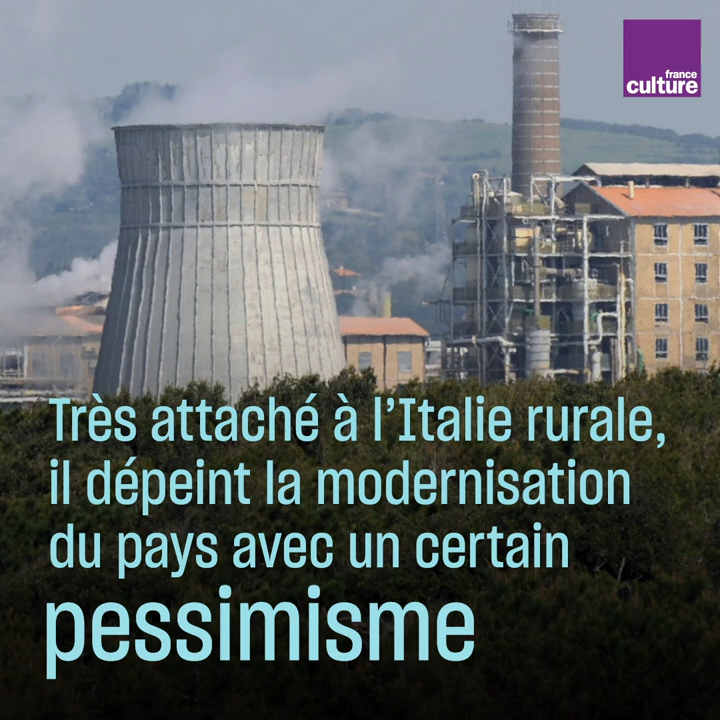 france
culture
Très attaché à l'Italie rurale,
il dépeint la modernisation
du pays avec un certain
pessimisme